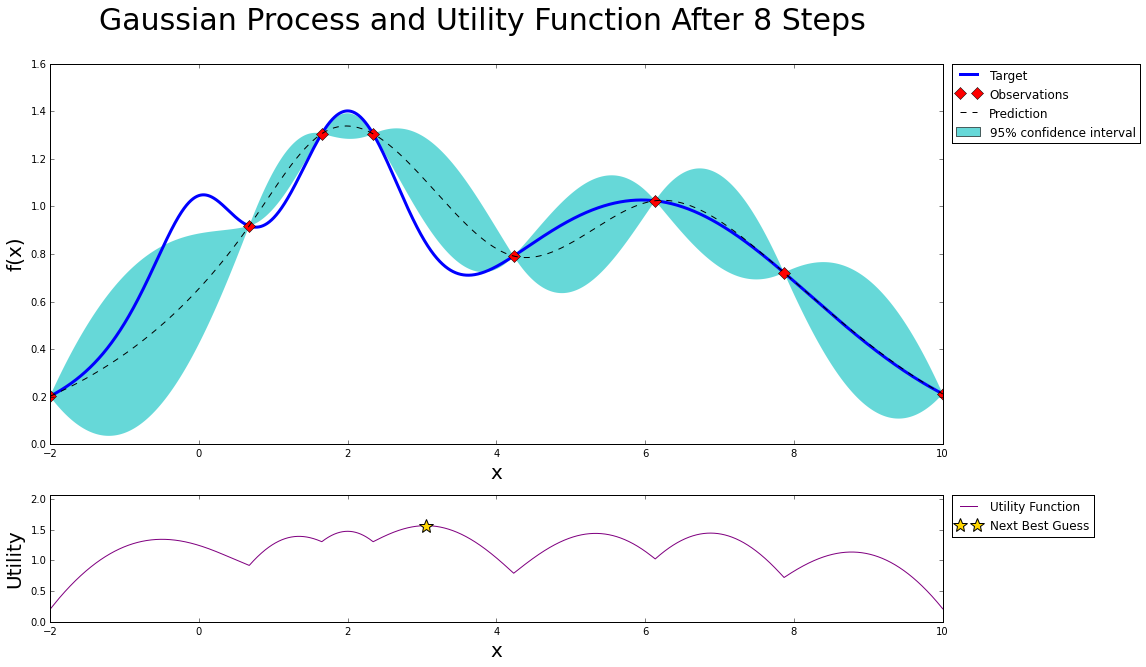 Gaussian Process and Utility Function After 8 Steps
f(x)
1.6
1.4
1.2
1.0
0.8
0.6
0.4
0.2
0.0
−2 0 2 4 6 8 10
x
Target
Observations
Prediction
95% confidence interval
Utility
2.0
1.5
1.0
0.5
0.0
−2 0 2 4 6 8 10
x
Utility Function
Next Best Guess